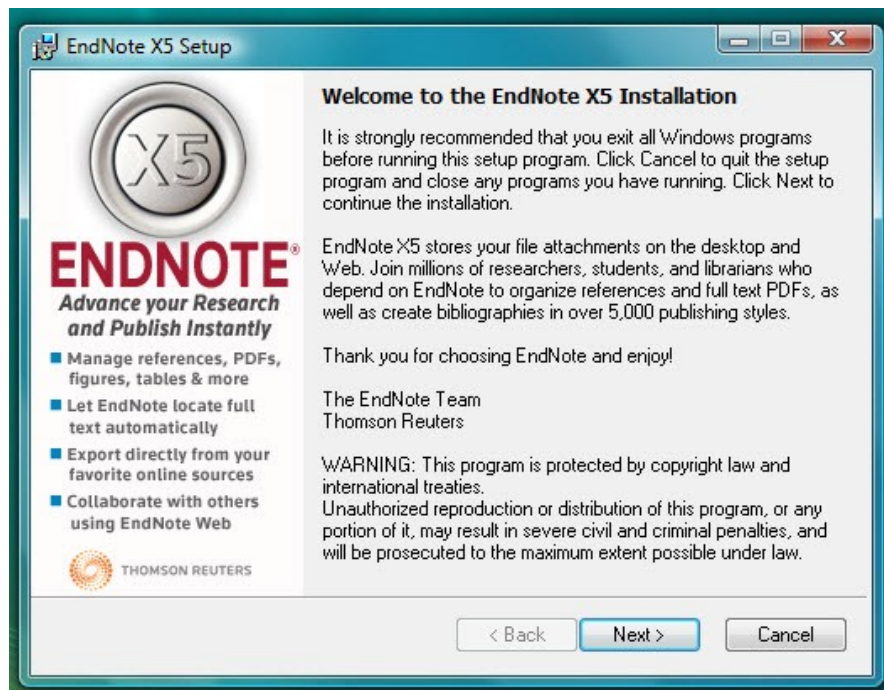 EndNote X5 Setup
X5
ENDNOTE®
Advance your Research
and Publish Instantly
Manage references, PDFs,
figures, tables & more
Let EndNote locate full
text automatically
Export directly from your
favorite online sources
Collaborate with others
using EndNote Web
THOMSON REUTERS
Welcome to the EndNote X5 Installation
It is strongly recommended that you exit all Windows programs
before running this setup program. Click Cancel to quit the setup
program and close any programs you have running. Click Next to
continue the installation.
EndNote X5 stores your file attachments on the desktop and
Web. Join millions of researchers, students, and librarians who
depend on EndNote to organize references and full text PDFs, as
well as create bibliographies in over 5,000 publishing styles.
Thank you for choosing EndNote and enjoy!
The EndNote Team
Thomson Reuters
WARNING: This program is protected by copyright law and
international treaties.
Unauthorized reproduction or distribution of this program, or any
portion of it, may result in severe civil and criminal penalties, and
will be prosecuted to the maximum extent possible under law.
< Back
Next >
Cancel